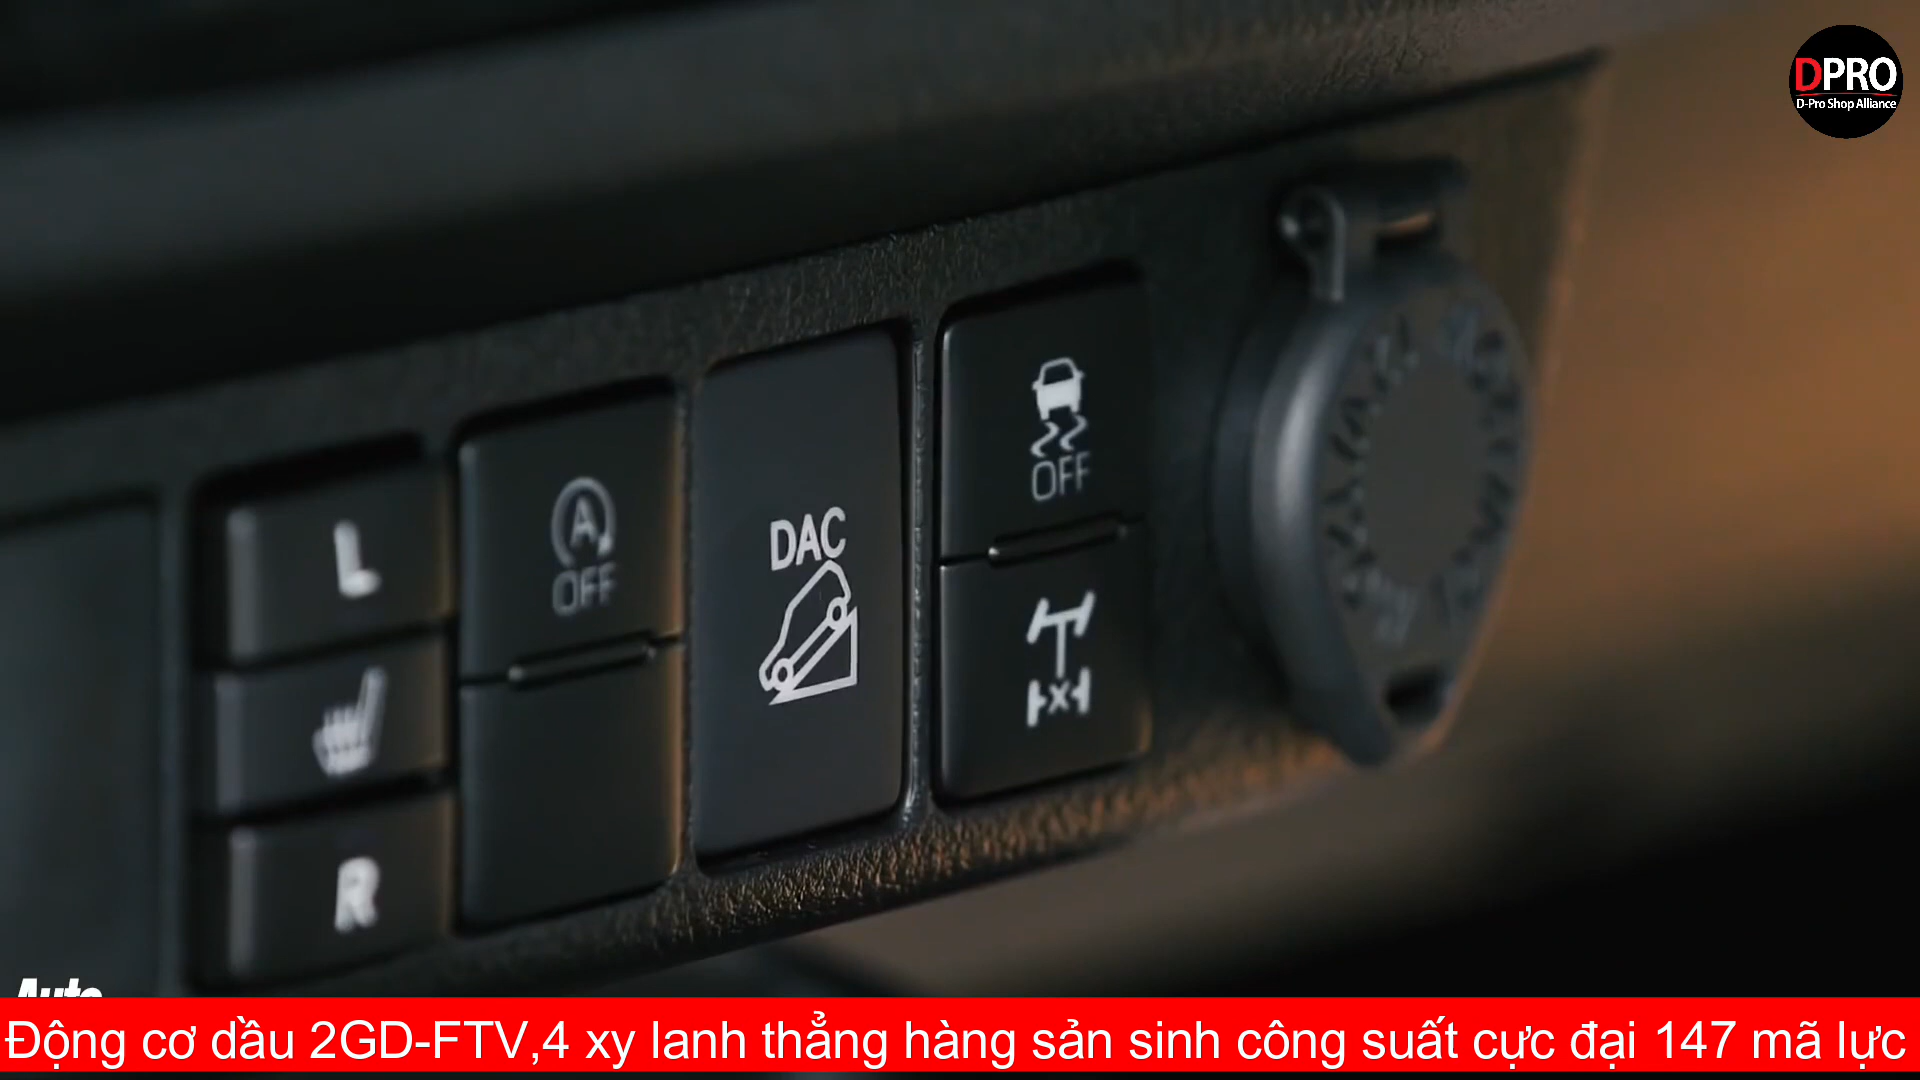 DPRO
D-Pro Shop Alliance
OFF
L
A
OFF
DAC
R
Auto
Động cơ dầu 2GD-FTV,4 xy lanh thẳng hàng sản sinh công suất cực đại 147 mã lực